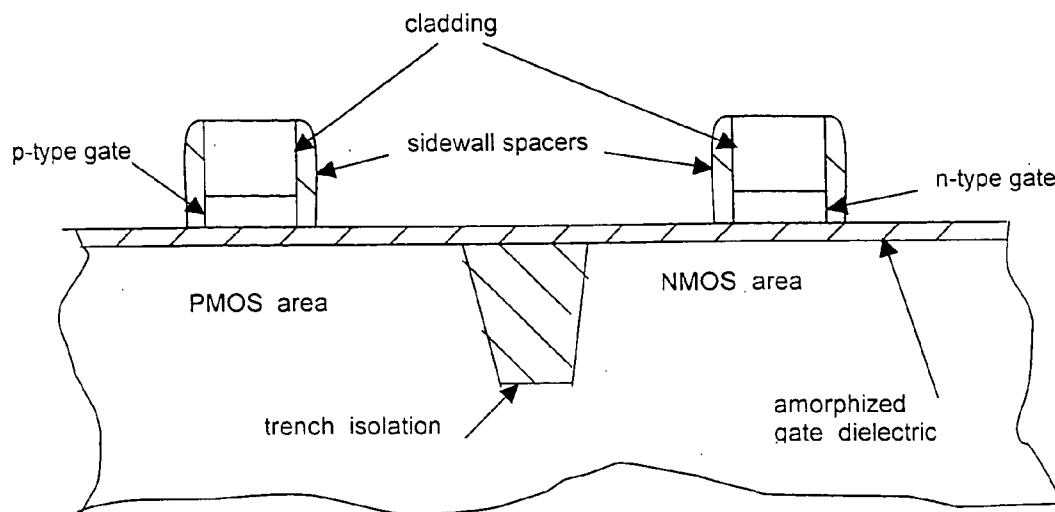 cladding
p-type gate
sidewall spacers
n-type gate
PMOS area
NMOS area
trench isolation
amorphized
gate dielectric